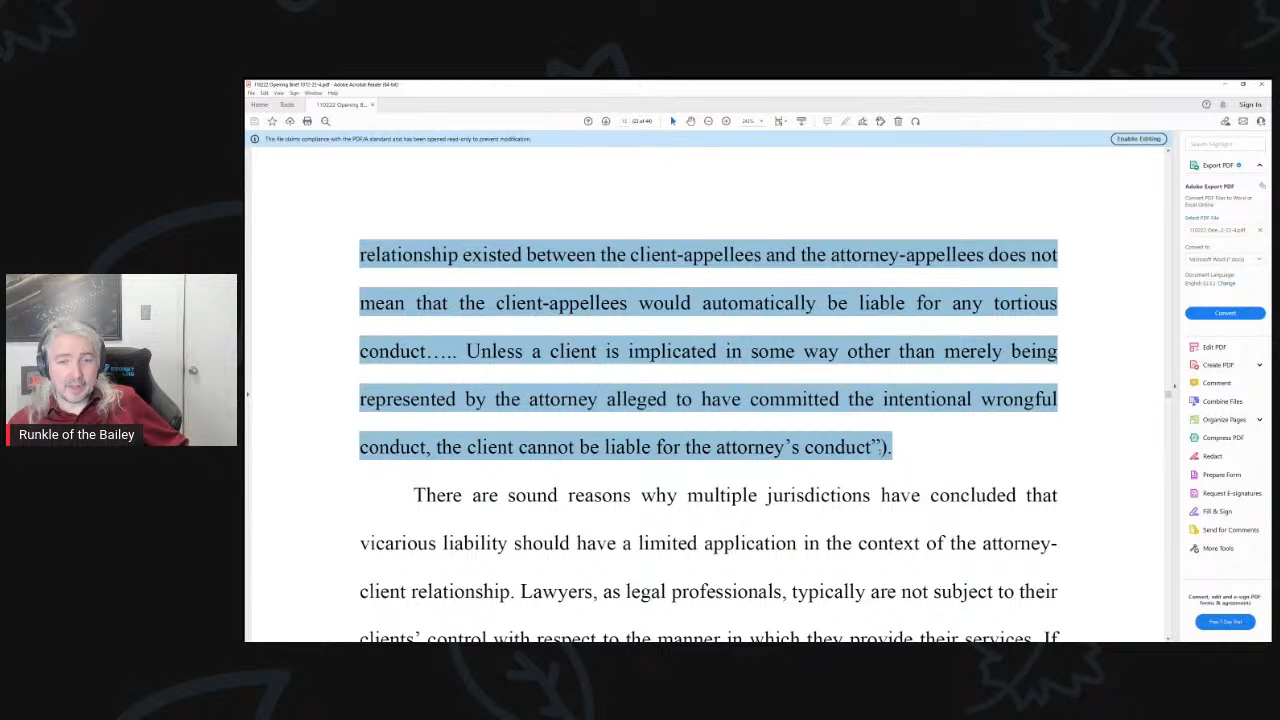 110222 Opening Brief 1072-22-4.pdf - Adobe Acrobat Reader (64-bit)
File Edit View Sign Window Help
Home Tools 110222 Opening B... × Sign In
15 (23 of 44) 241%
This file claims compliance with the PDF/A standard and has been opened read-only to prevent modification. Enable Editing
relationship existed between the client-appellees and the attorney-appellees does not
mean that the client-appellees would automatically be liable for any tortious
conduct….. Unless a client is implicated in some way other than merely being
represented by the attorney alleged to have committed the intentional wrongful
conduct, the client cannot be liable for the attorney’s conduct”).
There are sound reasons why multiple jurisdictions have concluded that
vicarious liability should have a limited application in the context of the attorney-
client relationship. Lawyers, as legal professionals, typically are not subject to their
clients’ control with respect to the manner in which they provide their services. If
Export PDF
Adobe Export PDF
Convert PDF Files to Word or
Excel Online
Select PDF File
110222 Ope...2-22-4.pdf
Convert to
Microsoft Word (*.docx)
Document Language:
English (U.S.) Change
Convert
Edit PDF
Create PDF
Comment
Combine Files
Organize Pages
Compress PDF
Redact
Prepare Form
Request E-signatures
Fill & Sign
Send for Comments
More Tools
Convert, edit and e-sign PDF
forms & agreements
Free 7-Day Trial
Runkle of the Bailey